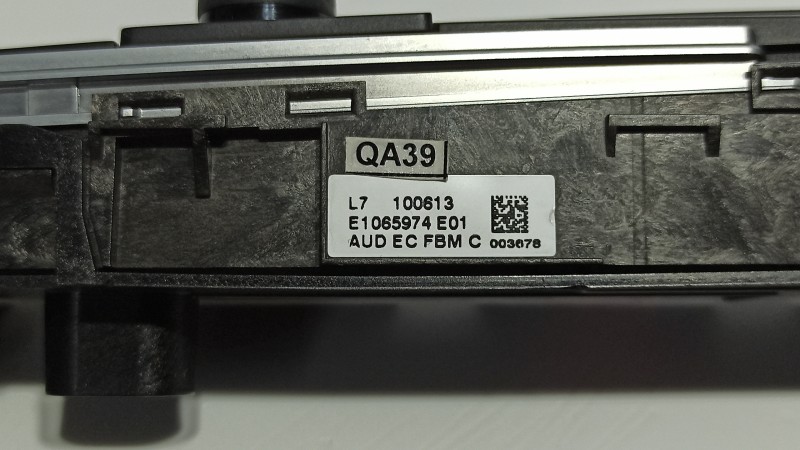 QA39
L7 100613
E1065974 E01
AUD EC FBM C 003678